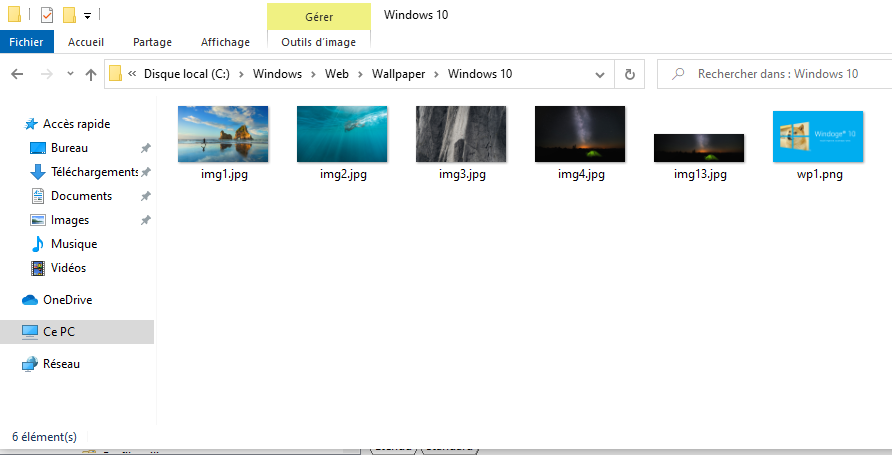 Gérer
Windows 10
Fichier
Accueil
Partage
Affichage
Outils d'image
Disque local (C:)
Windows
Web
Wallpaper
Windows 10
Rechercher dans : Windows 10
Accès rapide
Bureau
Téléchargements
Documents
Images
Musique
Vidéos
OneDrive
Ce PC
Réseau
img1.jpg
img2.jpg
img3.jpg
img4.jpg
img13.jpg
Windoge® 10
wp1.png
6 élément(s)